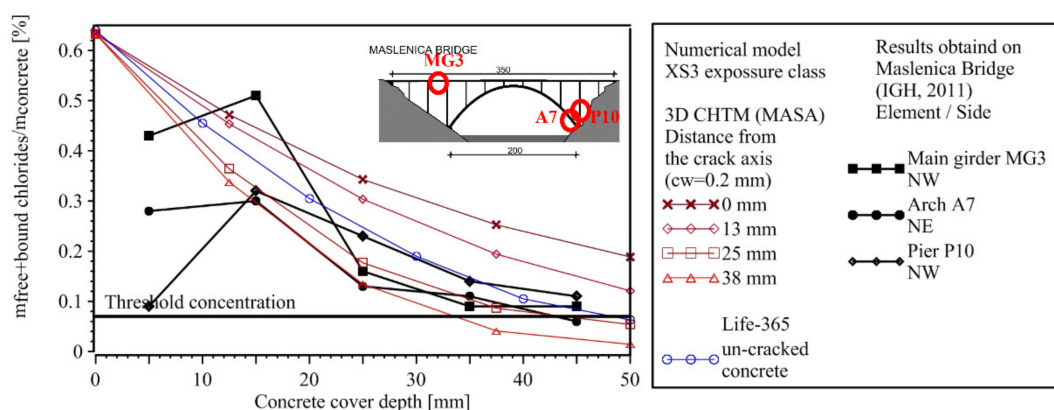 mfree+bound chlorides/mconcrete [%]
0.6
0.5
0.4
0.3
0.2
0.1
0
0
10
20
30
40
50
Concrete cover depth [mm]
Threshold concentration
MASLENICA BRIDGE
MG3
350
A7
P10
200
Numerical model
XS3 expossure class
3D CHTM (MASA)
Distance from
the crack axis
(cw=0.2 mm)
0 mm
13 mm
25 mm
38 mm
Life-365
un-cracked
concrete
Results obtaind on
Maslenica Bridge
(IGH, 2011)
Element / Side
Main girder MG3
NW
Arch A7
NE
Pier P10
NW